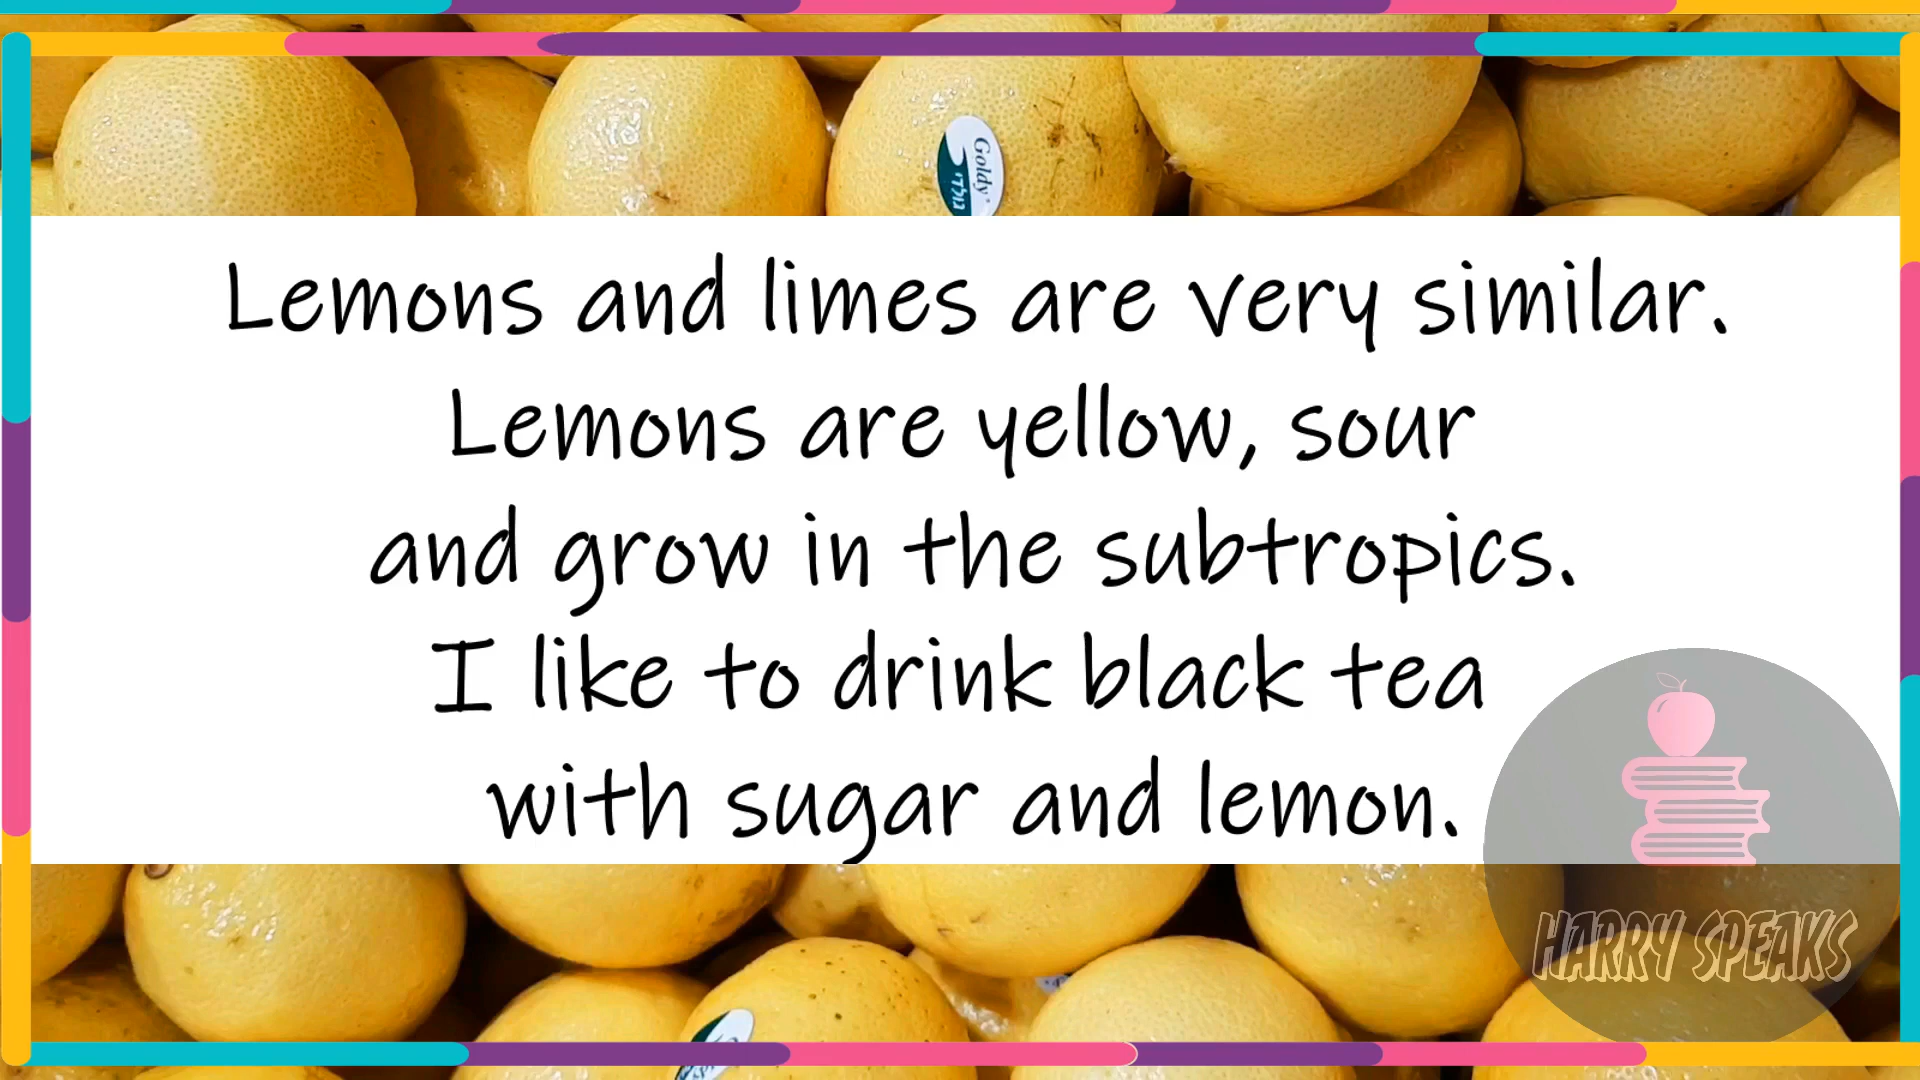 Goldy
גולדי
Lemons and limes are very similar.
Lemons are yellow, sour
and grow in the subtropics.
I like to drink black tea
with sugar and lemon.
HARRY SPEAKS